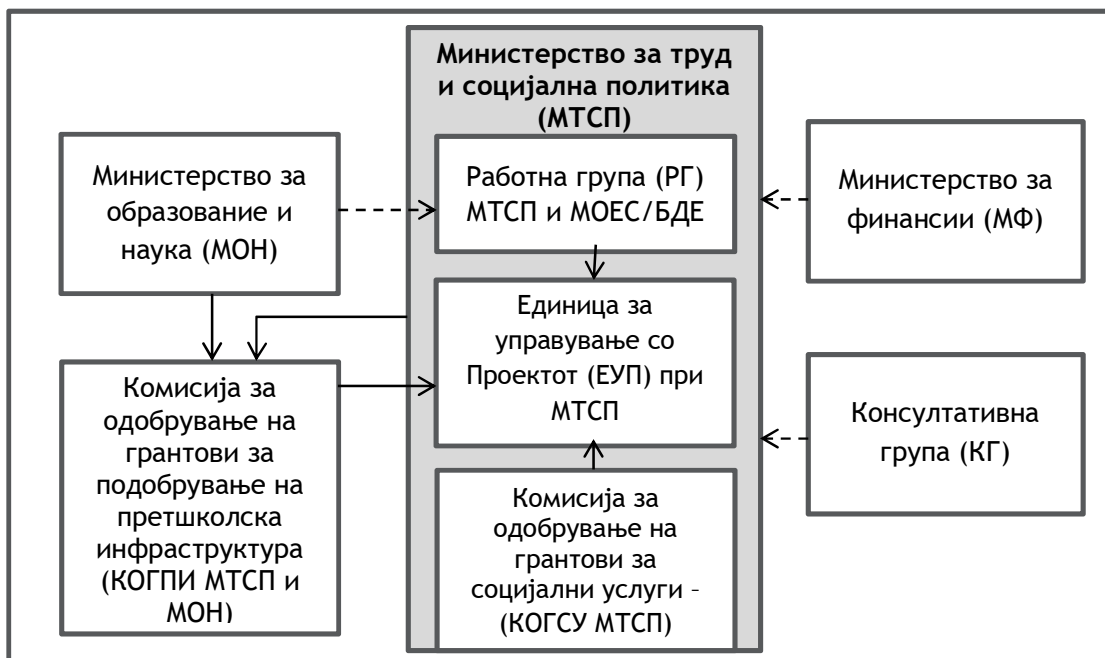 Министерство за труд
и социјална политика
(МТСП)
Министерство за
образование и
наука (МОН)
Работна група (РГ)
МТСП и МОЕС/БДЕ
Министерство за
финансии (МФ)
Единица за
управување со
Проектот (ЕУП) при
МТСП
Комисија за
одобрување на
грантови за
подобрување на
претшколска
инфраструктура
(КОГПИ МТСП и
МОН)
Консултативна
група (КГ)
Комисија за
одобрување на
грантови за
социјални услуги -
(КОГСУ МТСП)